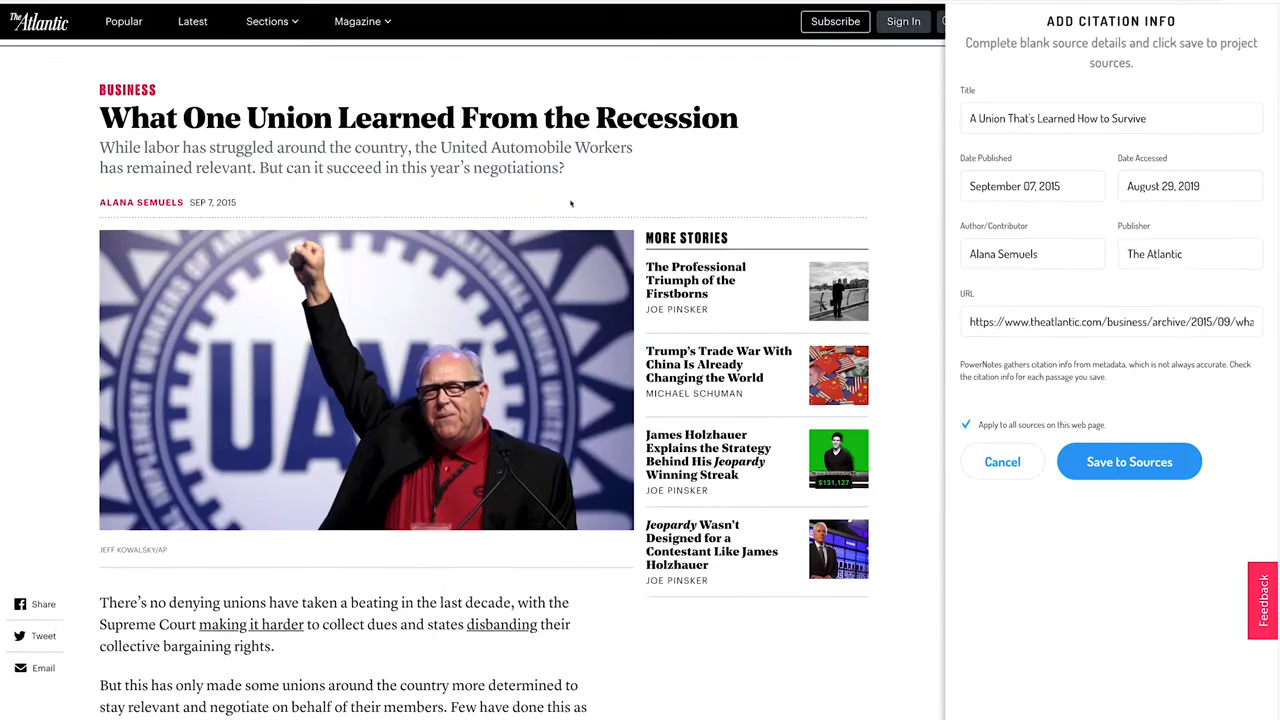 The Atlantic
Popular
Latest
Sections
Magazine
Subscribe
Sign In
BUSINESS
What One Union Learned From the Recession
While labor has struggled around the country, the United Automobile Workers
has remained relevant. But can it succeed in this year’s negotiations?
ALANA SEMUELS SEP 7, 2015
UAW
JEFF KOWALSKY/AP
MORE STORIES
The Professional
Triumph of the
Firstborns
JOE PINSKER
Trump’s Trade War With
China Is Already
Changing the World
MICHAEL SCHUMAN
James Holzhauer
Explains the Strategy
Behind His Jeopardy
Winning Streak
JOE PINSKER
$131,127
Jeopardy Wasn’t
Designed for a
Contestant Like James
Holzhauer
JOE PINSKER
Share
Tweet
Email
There’s no denying unions have taken a beating in the last decade, with the
Supreme Court making it harder to collect dues and states disbanding their
collective bargaining rights.
But this has only made some unions around the country more determined to
stay relevant and negotiate on behalf of their members. Few have done this as
ADD CITATION INFO
Complete blank source details and click save to project
sources.
Title
A Union That's Learned How to Survive
Date Published
Date Accessed
September 07, 2015
August 29, 2019
Author/Contributor
Publisher
Alana Semuels
The Atlantic
URL
https://www.theatlantic.com/business/archive/2015/09/wha
PowerNotes gathers citation info from metadata, which is not always accurate. Check
the citation info for each passage you save.
Apply to all sources on this web page.
Cancel
Save to Sources
Feedback